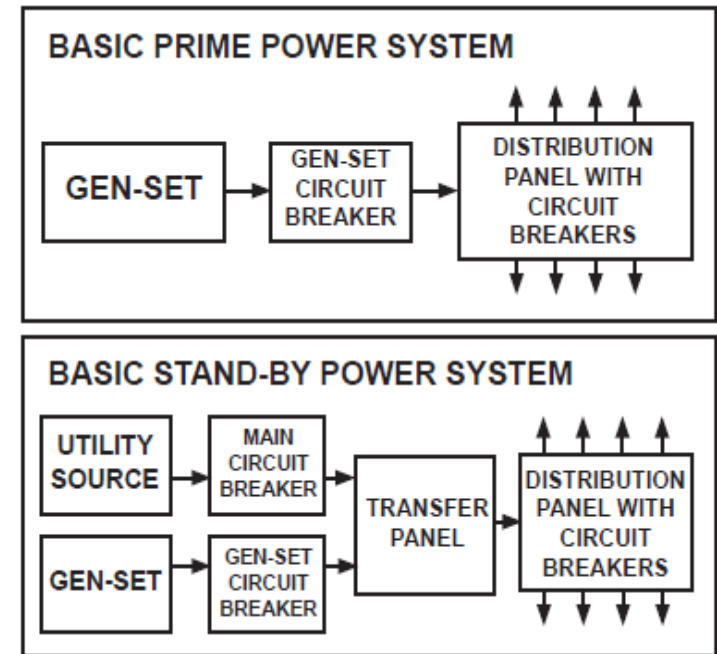 BASIC PRIME POWER SYSTEM
GEN-SET
GEN-SET
CIRCUIT
BREAKER
DISTRIBUTION
PANEL WITH
CIRCUIT
BREAKERS
BASIC STAND-BY POWER SYSTEM
UTILITY
SOURCE
MAIN
CIRCUIT
BREAKER
GEN-SET
GEN-SET
CIRCUIT
BREAKER
TRANSFER
PANEL
DISTRIBUTION
PANEL WITH
CIRCUIT
BREAKERS